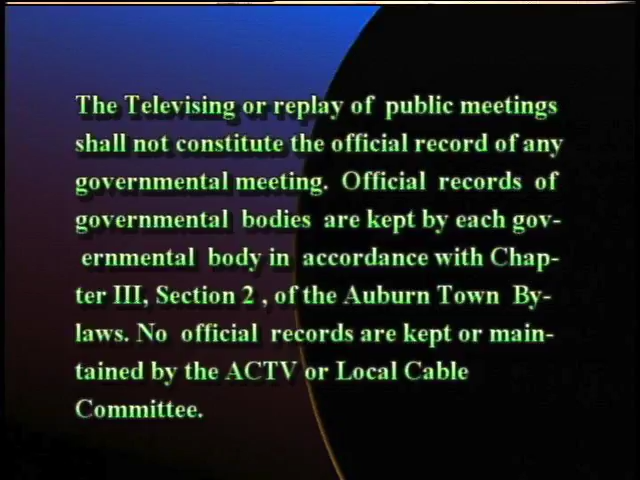 The Televising or replay of public meetings
shall not constitute the official record of any
governmental meeting. Official records of
governmental bodies are kept by each gov-
ernmental body in accordance with Chap-
ter III, Section 2 , of the Auburn Town By-
laws. No official records are kept or main-
tained by the ACTV or Local Cable
Committee.